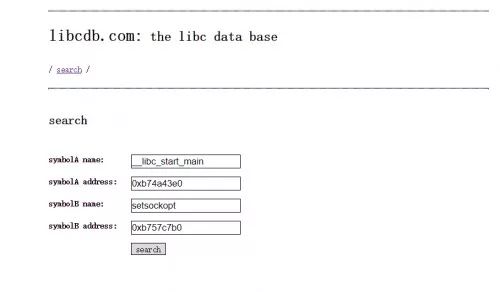 libcdb.com: the libc data base
/ search /
search
symbolA name: __libc_start_main
symbolA address: 0xb74a43e0
symbolB name: setsockopt
symbolB address: 0xb757c7b0
search